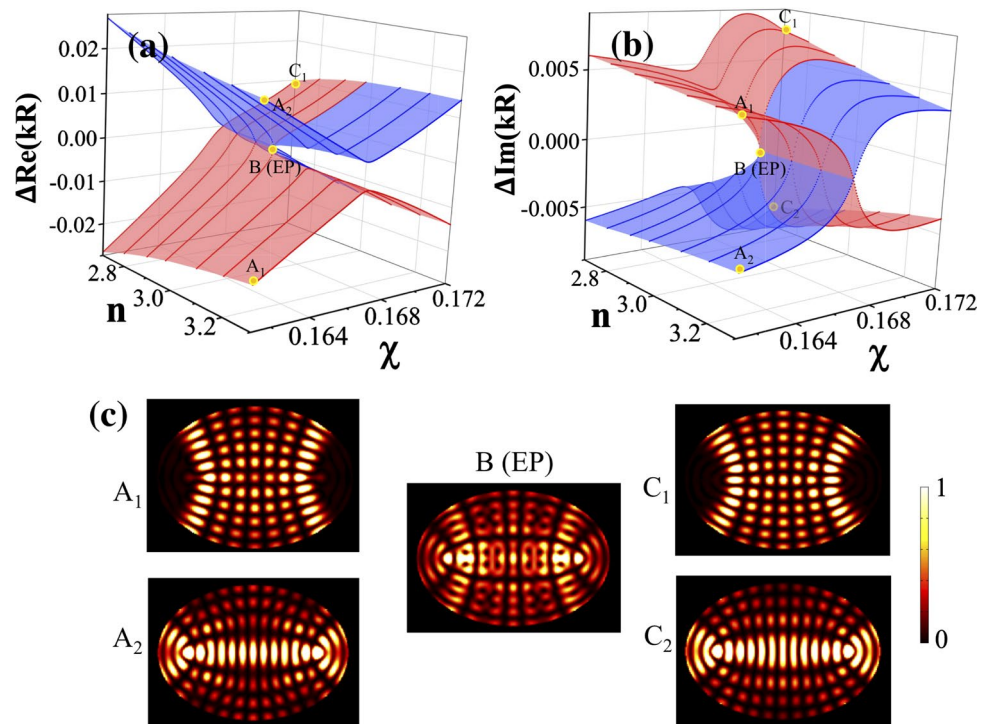 (a)
ΔRe(kR)
0.02
0.01
0.00
-0.01
-0.02
C1
A2
B (EP)
A1
2.8
3.0
3.2
n
0.164
0.168
0.172
χ
(b)
ΔIm(kR)
0.005
0.000
-0.005
C1
A1
B (EP)
C2
A2
2.8
3.0
3.2
n
0.164
0.168
0.172
χ
(c)
A1
A2
B (EP)
C1
C2
1
0